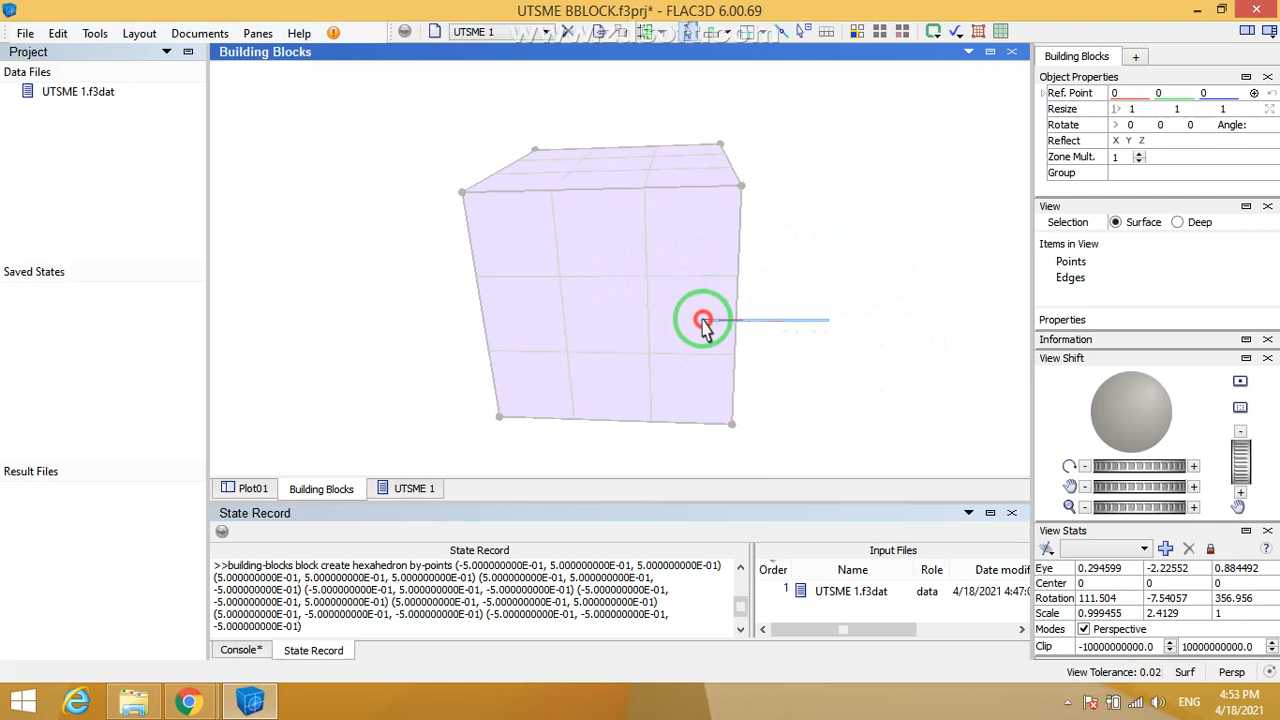 UTSME BBLOCK.f3prj* - FLAC3D 6.00.69
File Edit Tools Layout Documents Panes Help
UTSME 1
Project
Data Files
UTSME 1.f3dat
Saved States
Result Files
Building Blocks
Plot01 Building Blocks UTSME 1
State Record
State Record
>>building-blocks block create hexahedron by-points (-5.000000000E-01, 5.000000000E-01, 5.000000000E-01)
(5.000000000E-01, 5.000000000E-01, 5.000000000E-01) (5.000000000E-01, 5.000000000E-01,
-5.000000000E-01) (-5.000000000E-01, 5.000000000E-01, -5.000000000E-01) (-5.000000000E-01,
-5.000000000E-01, 5.000000000E-01) (5.000000000E-01, -5.000000000E-01, 5.000000000E-01)
(5.000000000E-01, -5.000000000E-01, -5.000000000E-01) (-5.000000000E-01, -5.000000000E-01,
-5.000000000E-01)
Input Files
Order Name Role Date modif
1 UTSME 1.f3dat data 4/18/2021 4:47:0
Console* State Record
Building Blocks +
Object Properties
Ref. Point 0 0 0
Resize 1 1 1
Rotate 0 0 0 Angle:
Reflect X Y Z
Zone Mult. 1
Group
View
Selection Surface Deep
Items in View
Points
Edges
Properties
Information
View Shift
View Stats
Eye 0.294599 -2.22552 0.884492
Center 0 0 0
Rotation 111.504 -7.54057 356.956
Scale 0.999455 2.4129 1
Modes Perspective
Clip -10000000000.0 10000000000.0
View Tolerance: 0.02 Surf Persp
ENG
4:53 PM
4/18/2021